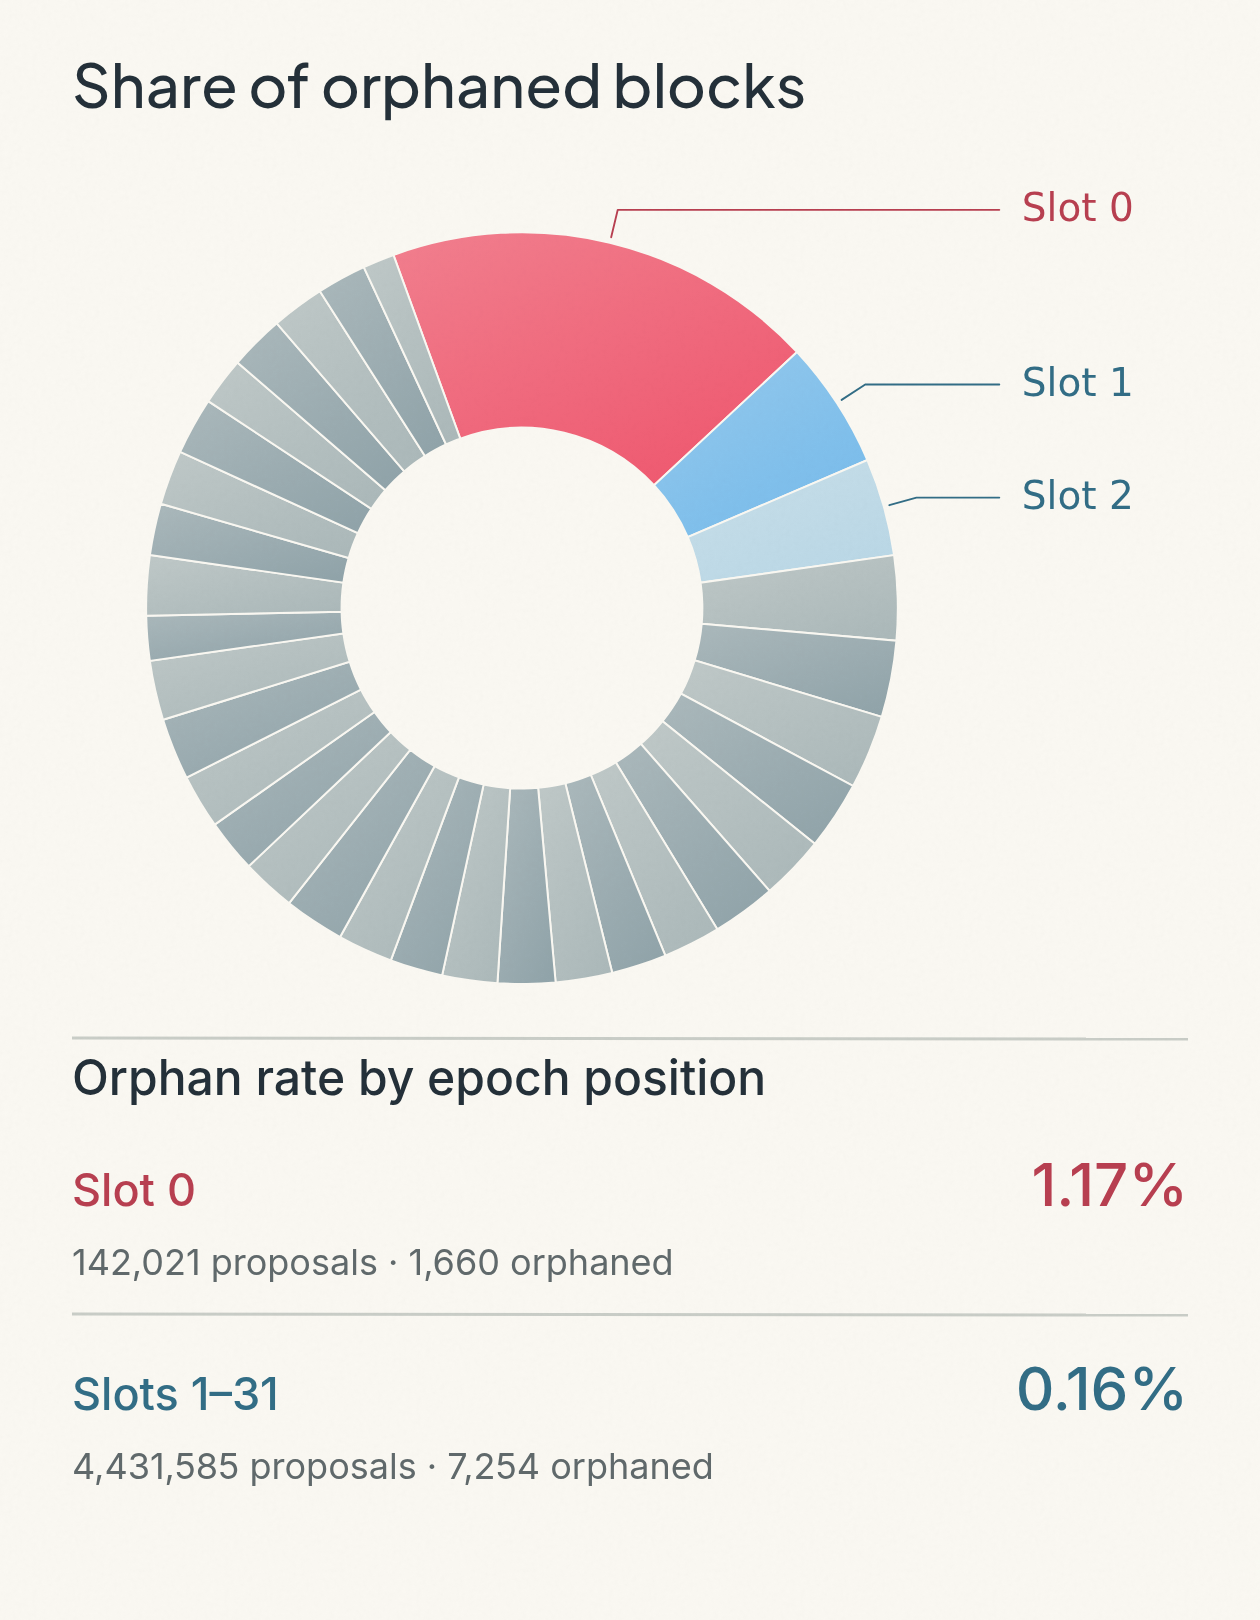 Share of orphaned blocks
Slot 0
Slot 1
Slot 2
Orphan rate by epoch position
Slot 0
1.17%
142,021 proposals · 1,660 orphaned
Slots 1–31
0.16%
4,431,585 proposals · 7,254 orphaned